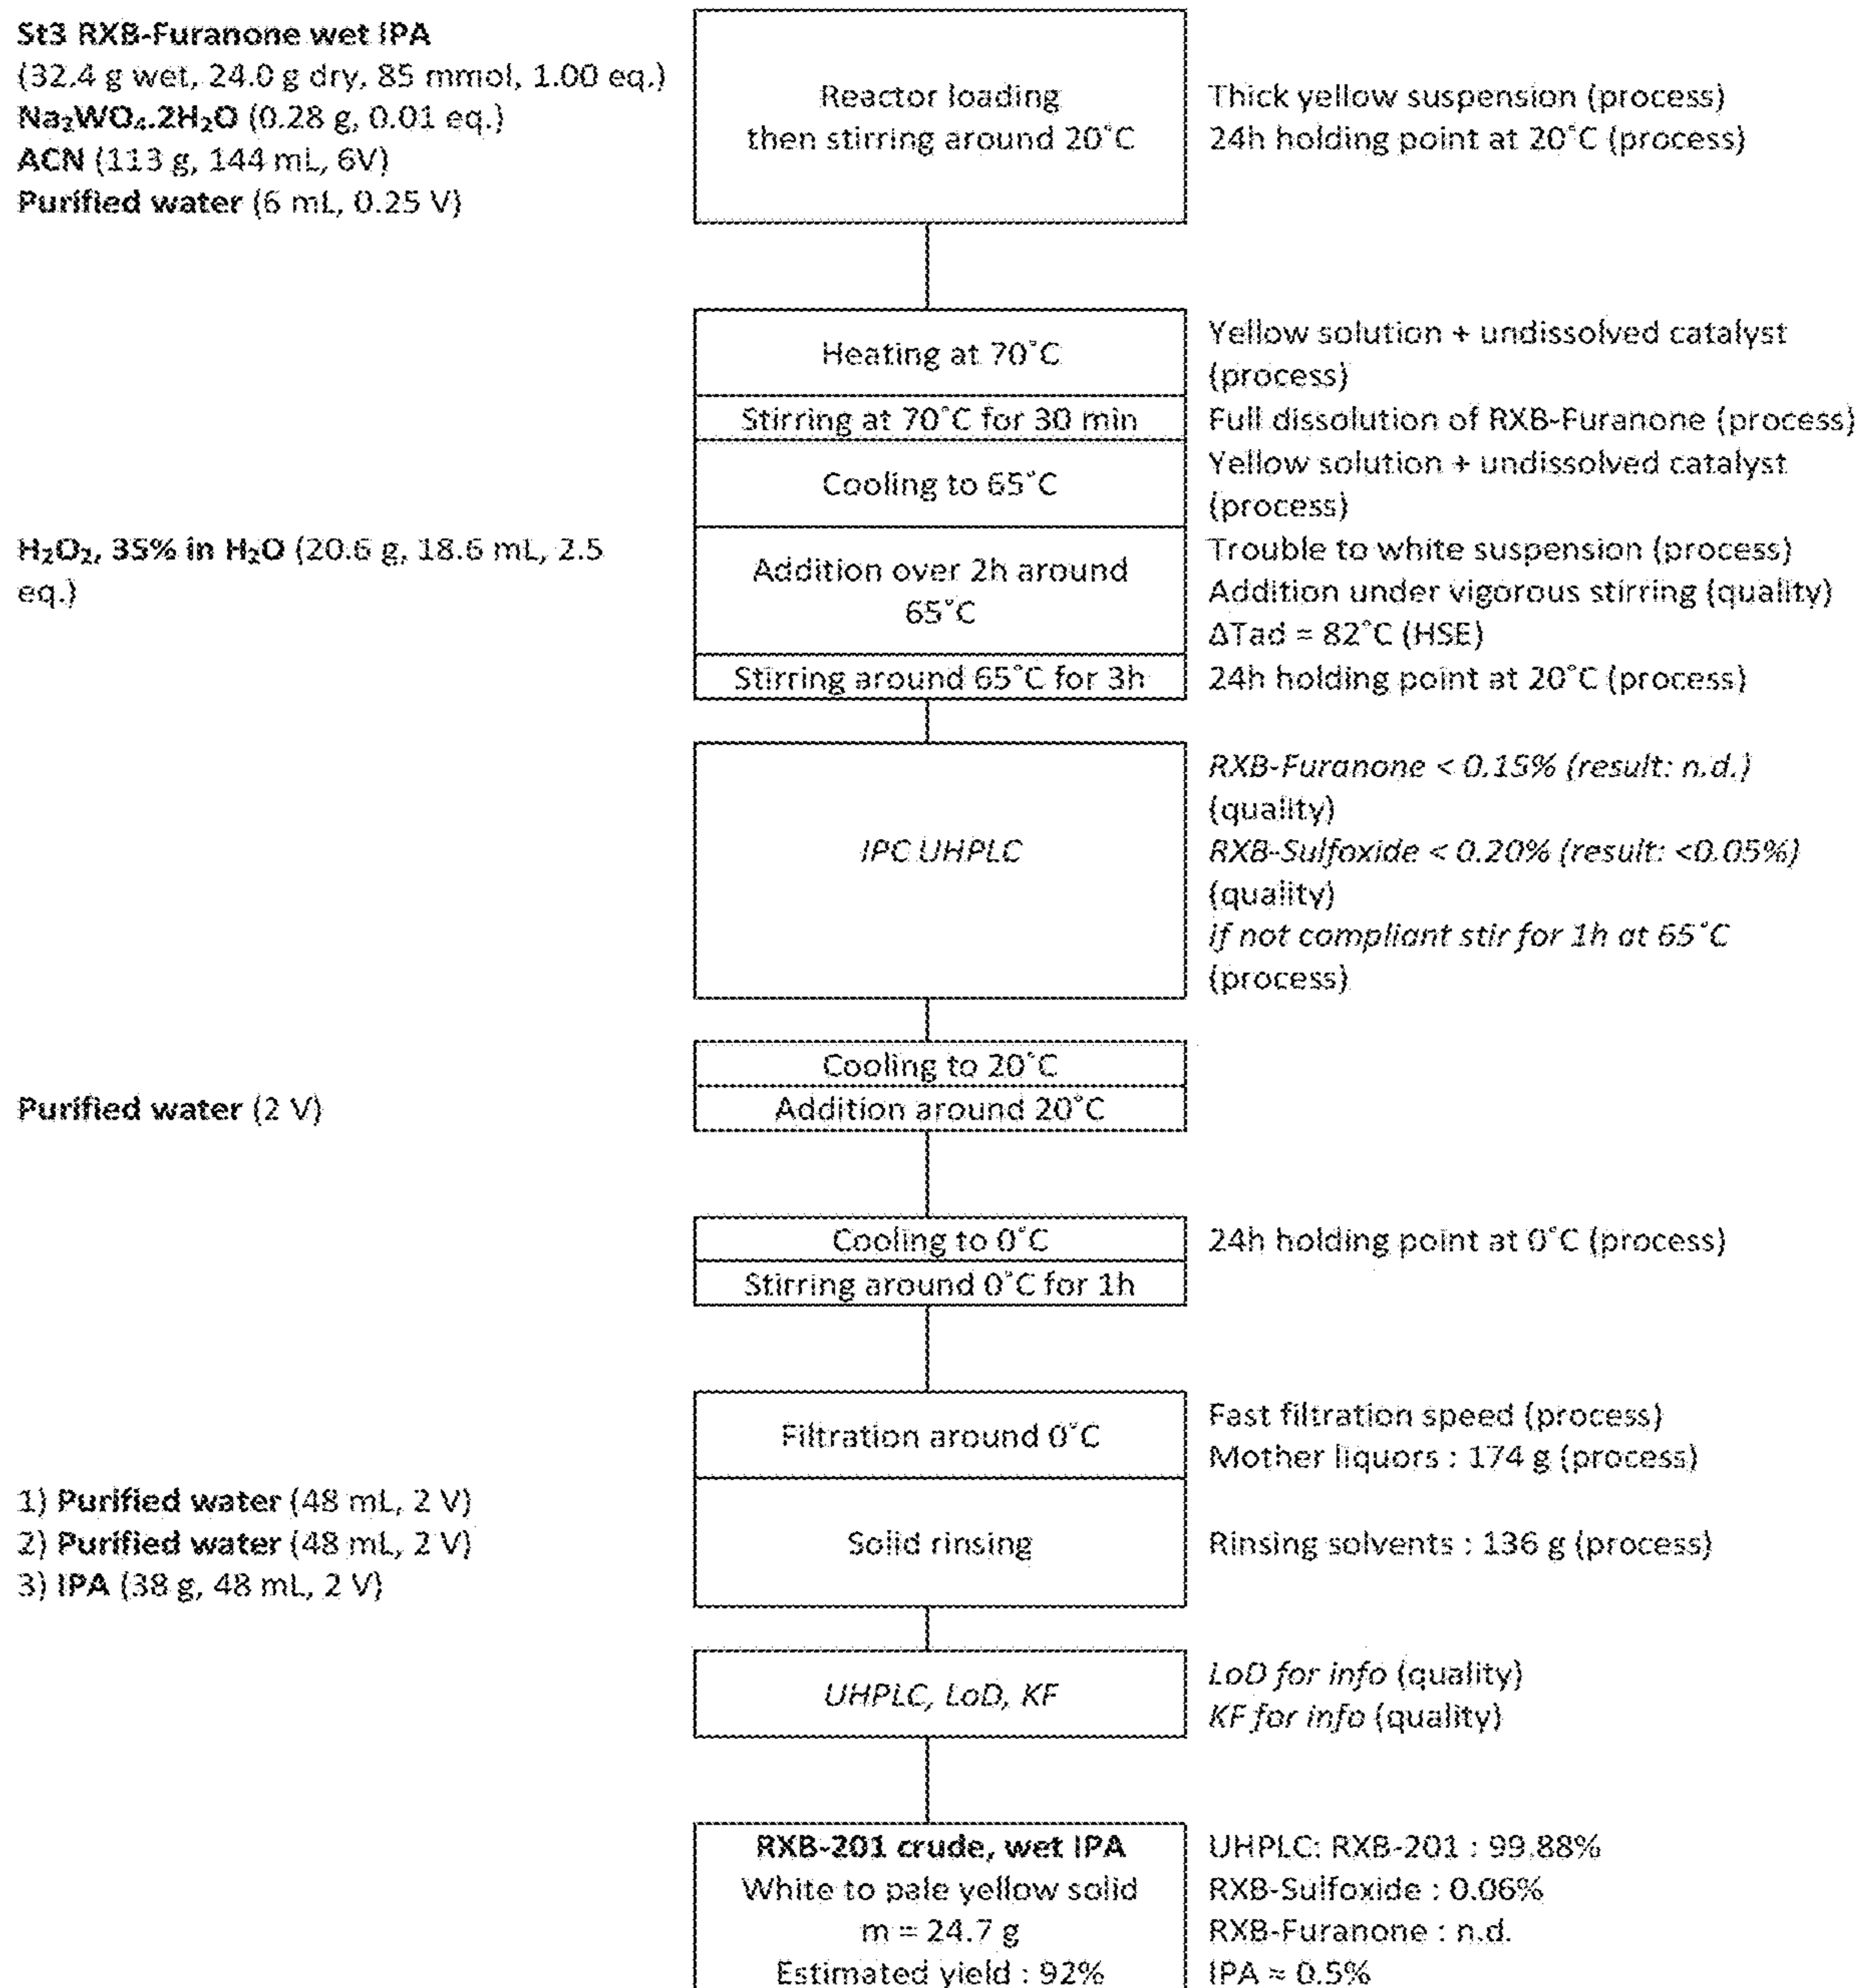 St3 RXB-Furanone wet IPA
(32.4 g wet, 24.0 g dry, 85 mmol, 1.00 eq.)
Na₂WO₄.2H₂O (0.28 g, 0.01 eq.)
ACN (113 g, 144 mL, 6V)
Purified water (6 mL, 0.25 V)
Reactor loading
then stirring around 20°C
Thick yellow suspension (process)
24h holding point at 20°C (process)
Heating at 70°C
Yellow solution + undissolved catalyst
(process)
Stirring at 70°C for 30 min
Full dissolution of RXB-Furanone (process)
Cooling to 65°C
Yellow solution + undissolved catalyst
(process)
H₂O₂, 35% in H₂O (20.6 g, 18.6 mL, 2.5
eq.)
Addition over 2h around
65°C
Trouble to white suspension (process)
Addition under vigorous stirring (quality)
ΔTad = 82°C (HSE)
Stirring around 65°C for 3h
24h holding point at 20°C (process)
IPC UHPLC
RXB-Furanone < 0.15% (result: n.d.)
(quality)
RXB-Sulfoxide < 0.20% (result: <0.05%)
(quality)
if not compliant stir for 1h at 65°C
(process)
Cooling to 20°C
Purified water (2 V)
Addition around 20°C
Cooling to 0°C
24h holding point at 0°C (process)
Stirring around 0°C for 1h
Filtration around 0°C
Fast filtration speed (process)
Mother liquors : 174 g (process)
1) Purified water (48 mL, 2 V)
2) Purified water (48 mL, 2 V)
3) IPA (38 g, 48 mL, 2 V)
Solid rinsing
Rinsing solvents : 136 g (process)
UHPLC, LoD, KF
LoD for info (quality)
KF for info (quality)
RXB-201 crude, wet IPA
White to pale yellow solid
m = 24.7 g
Estimated yield : 92%
UHPLC: RXB-201 : 99.88%
RXB-Sulfoxide : 0.06%
RXB-Furanone : n.d.
IPA ≈ 0.5%